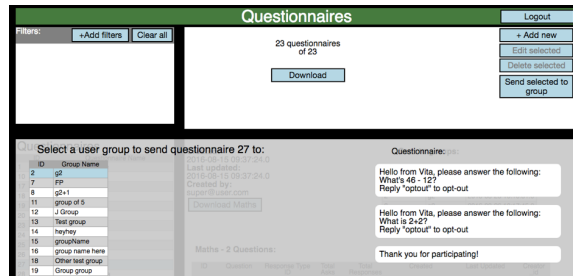 Questionnaires
Logout
Filters:
+Add filters
Clear all
23 questionnaires
of 23
Download
+ Add new
Edit selected
Delete selected
Send selected to
group
Select a user group to send questionnaire 27 to:
ID Group Name
2 g2
7 FP
8 g2+1
11 group of 5
12 J Group
13 Test group
14 heyhey
15 groupName
16 group name here
18 Other test group
19 Group group
2016-08-15 09:37:24.0
Last updated:
2016-08-15 09:37:24.0
Created by:
super@user.com
Download Maths
Maths - 2 Questions:
ID Question Response Type
Questionnaire:
Hello from Vita, please answer the following:
What's 46 - 12?
Reply "optout" to opt-out
Hello from Vita, please answer the following:
What is 2+2?
Reply "optout" to opt-out
Thank you for participating!